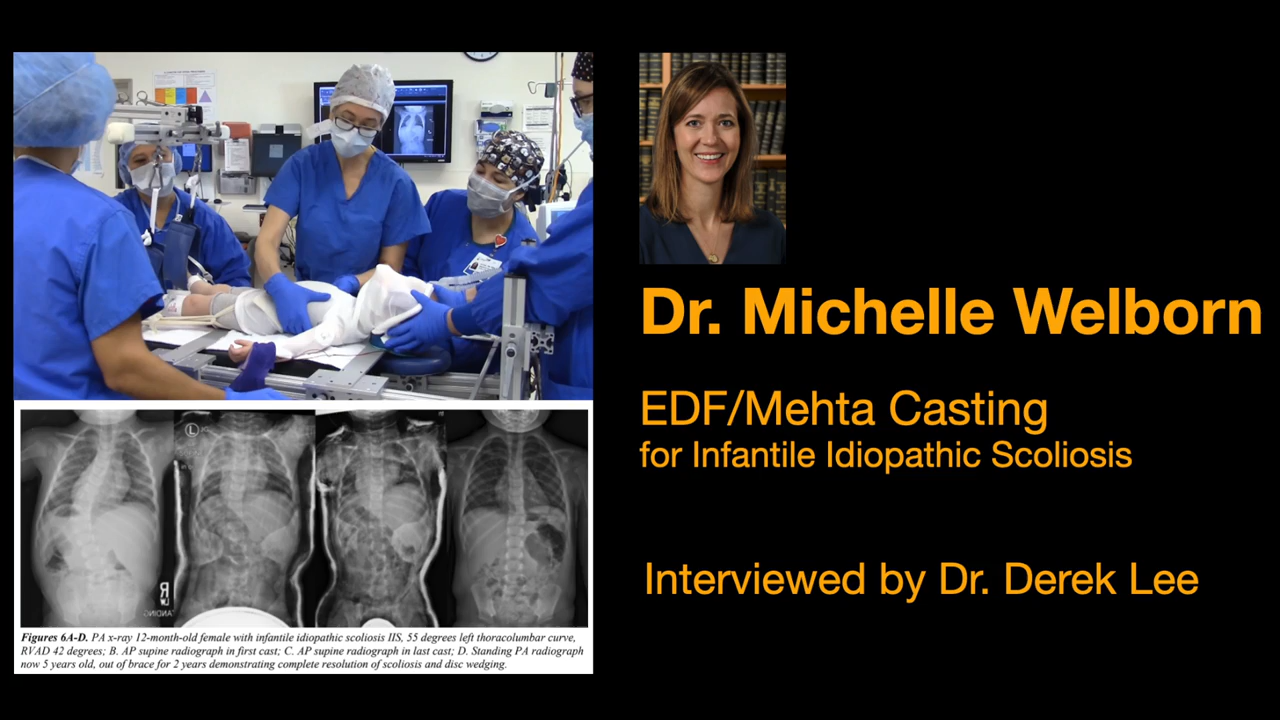 Dr. Michelle Welborn
EDF/Mehta Casting
for Infantile Idiopathic Scoliosis
Interviewed by Dr. Derek Lee
L
R
Figures 6A-D. PA x-ray 12-month-old female with infantile idiopathic scoliosis IIS, 55 degrees left thoracolumbar curve,
RVAD 42 degrees; B. AP supine radiograph in first cast; C. AP supine radiograph in last cast; D. Standing PA radiograph
now 5 years old, out of brace for 2 years demonstrating complete resolution of scoliosis and disc wedging.